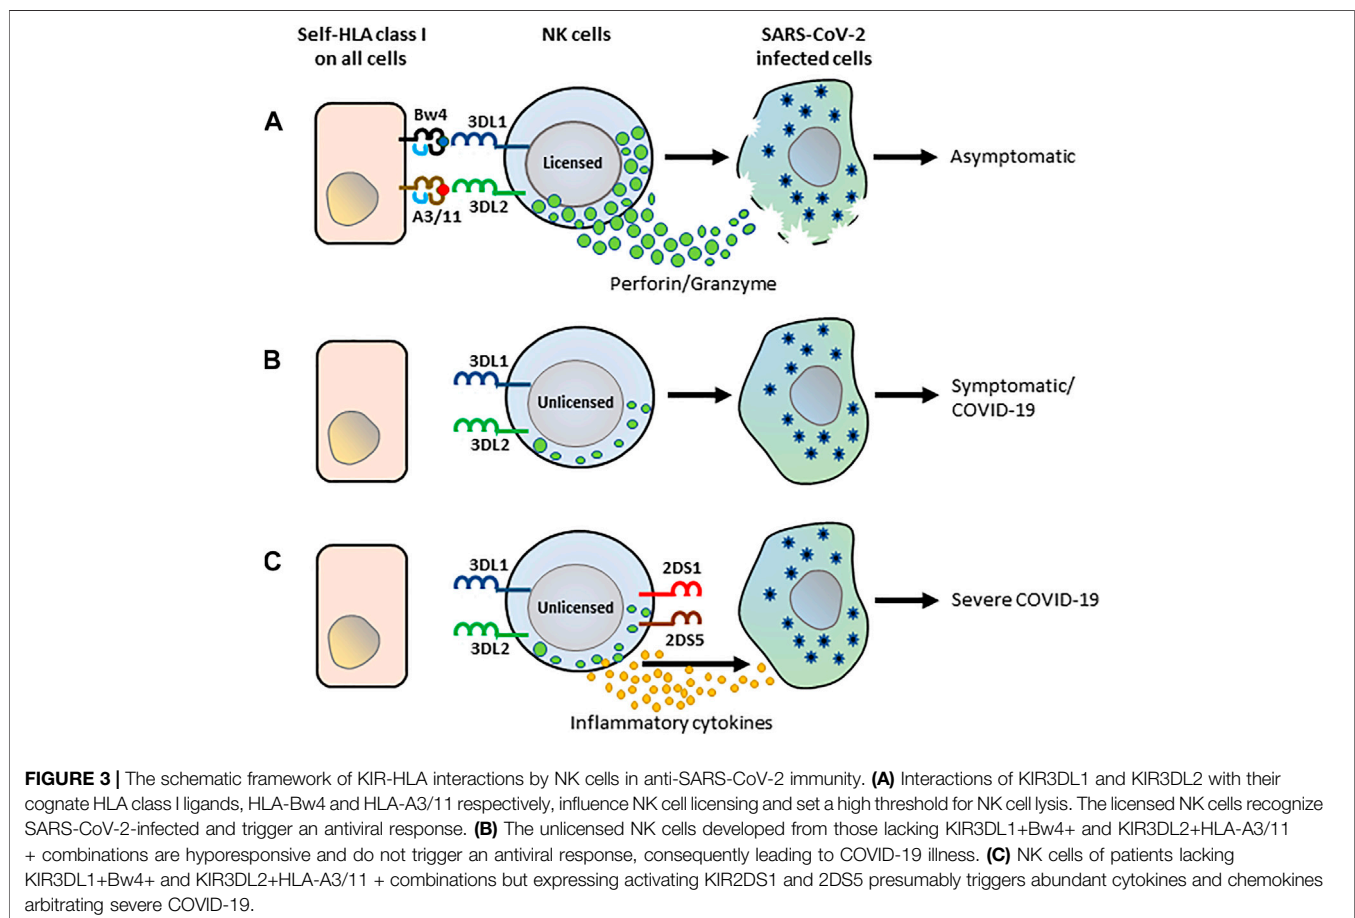 Self-HLA class I
on all cells
NK cells
SARS-CoV-2
infected cells
A
Bw4
3DL1
Licensed
A3/11
3DL2
Asymptomatic
Perforin/Granzyme
B
3DL1
Unlicensed
3DL2
Symptomatic/
COVID-19
C
3DL1
2DS1
Unlicensed
3DL2
2DS5
Severe COVID-19
Inflammatory cytokines
FIGURE 3 | The schematic framework of KIR-HLA interactions by NK cells in anti-SARS-CoV-2 immunity. (A) Interactions of KIR3DL1 and KIR3DL2 with their
cognate HLA class I ligands, HLA-Bw4 and HLA-A3/11 respectively, influence NK cell licensing and set a high threshold for NK cell lysis. The licensed NK cells recognize
SARS-CoV-2-infected and trigger an antiviral response. (B) The unlicensed NK cells developed from those lacking KIR3DL1+Bw4+ and KIR3DL2+HLA-A3/11
+ combinations are hyporesponsive and do not trigger an antiviral response, consequently leading to COVID-19 illness. (C) NK cells of patients lacking
KIR3DL1+Bw4+ and KIR3DL2+HLA-A3/11 + combinations but expressing activating KIR2DS1 and 2DS5 presumably triggers abundant cytokines and chemokines
arbitrating severe COVID-19.